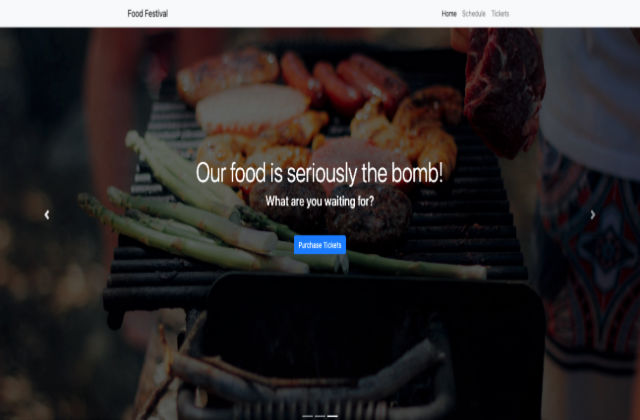 Food Festival
Home Schedule Tickets
Our food is seriously the bomb!
What are you waiting for?
Purchase Tickets